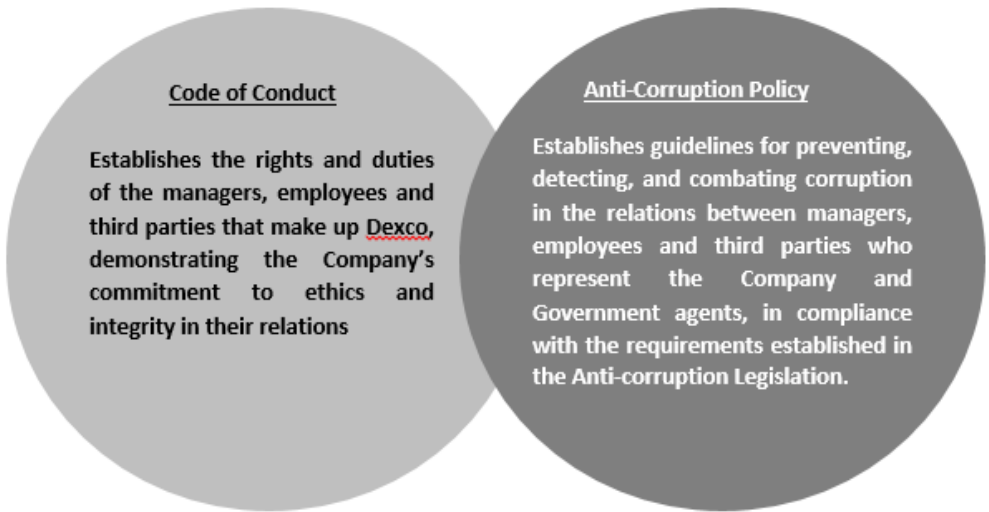 Code of Conduct
Establishes the rights and duties
of the managers, employees and
third parties that make up Dexco,
demonstrating the Company's
commitment to ethics and
integrity in their relations
Anti-Corruption Policy
Establishes guidelines for preventing,
detecting, and combating corruption
in the relations between managers,
employees and third parties who
represent the Company and
Government agents, in compliance
with the requirements established in
the Anti-corruption Legislation.